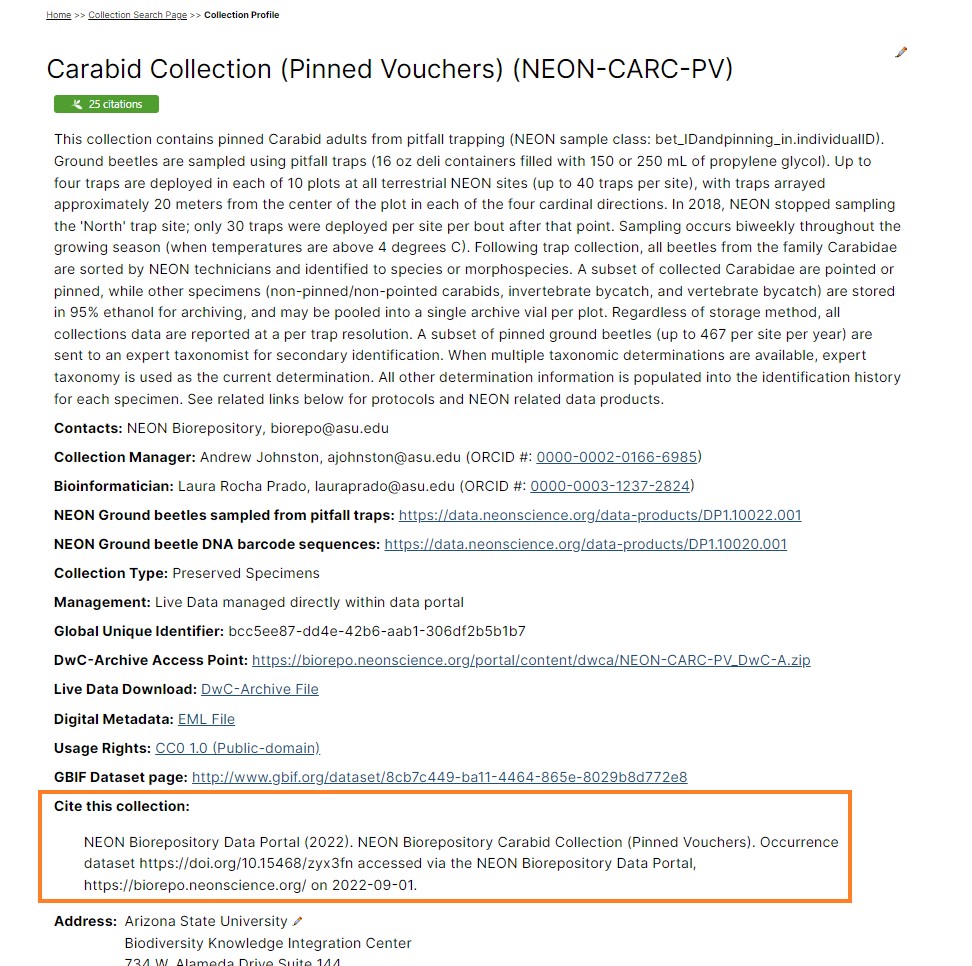 Home >> Collection Search Page >> Collection Profile
Carabid Collection (Pinned Vouchers) (NEON-CARC-PV)
25 citations
This collection contains pinned Carabid adults from pitfall trapping (NEON sample class: bet_IDandpinning_in.individualID).
Ground beetles are sampled using pitfall traps (16 oz deli containers filled with 150 or 250 mL of propylene glycol). Up to
four traps are deployed in each of 10 plots at all terrestrial NEON sites (up to 40 traps per site), with traps arrayed
approximately 20 meters from the center of the plot in each of the four cardinal directions. In 2018, NEON stopped sampling
the 'North' trap site; only 30 traps were deployed per site per bout after that point. Sampling occurs biweekly throughout the
growing season (when temperatures are above 4 degrees C). Following trap collection, all beetles from the family Carabidae
are sorted by NEON technicians and identified to species or morphospecies. A subset of collected Carabidae are pointed or
pinned, while other specimens (non-pinned/non-pointed carabids, invertebrate bycatch, and vertebrate bycatch) are stored
in 95% ethanol for archiving, and may be pooled into a single archive vial per plot. Regardless of storage method, all
collections data are reported at a per trap resolution. A subset of pinned ground beetles (up to 467 per site per year) are
sent to an expert taxonomist for secondary identification. When multiple taxonomic determinations are available, expert
taxonomy is used as the current determination. All other determination information is populated into the identification history
for each specimen. See related links below for protocols and NEON related data products.
Contacts: NEON Biorepository, biorepo@asu.edu
Collection Manager: Andrew Johnston, ajohnston@asu.edu (ORCID #: 0000-0002-0166-6985)
Bioinformatician: Laura Rocha Prado, lauraprado@asu.edu (ORCID #: 0000-0003-1237-2824)
NEON Ground beetles sampled from pitfall traps: https://data.neonscience.org/data-products/DP1.10022.001
NEON Ground beetle DNA barcode sequences: https://data.neonscience.org/data-products/DP1.10020.001
Collection Type: Preserved Specimens
Management: Live Data managed directly within data portal
Global Unique Identifier: bcc5ee87-dd4e-42b6-aab1-306df2b5b1b7
DwC-Archive Access Point: https://biorepo.neonscience.org/portal/content/dwca/NEON-CARC-PV_DwC-A.zip
Live Data Download: DwC-Archive File
Digital Metadata: EML File
Usage Rights: CC0 1.0 (Public-domain)
GBIF Dataset page: http://www.gbif.org/dataset/8cb7c449-ba11-4464-865e-8029b8d772e8
Cite this collection:
NEON Biorepository Data Portal (2022). NEON Biorepository Carabid Collection (Pinned Vouchers). Occurrence
dataset https://doi.org/10.15468/zyx3fn accessed via the NEON Biorepository Data Portal,
https://biorepo.neonscience.org/ on 2022-09-01.
Address: Arizona State University
Biodiversity Knowledge Integration Center
734 W. Alameda Drive Suite 144